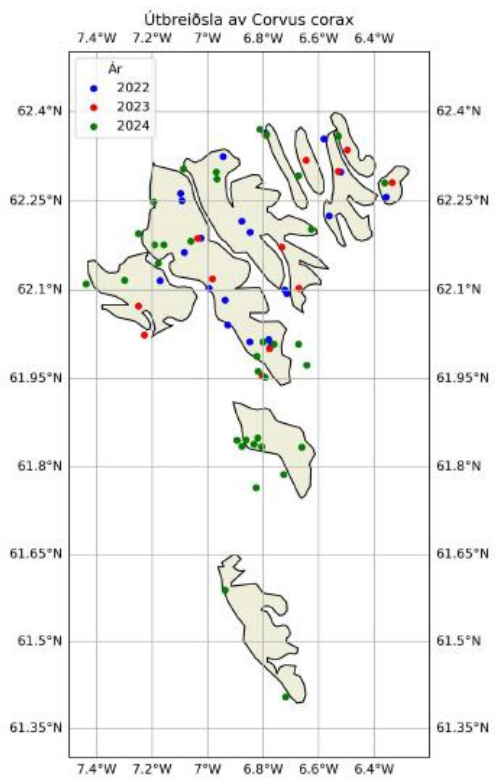 Útbreiðsla av Corvus corax
7.4°W 7.2°W 7°W 6.8°W 6.6°W 6.4°W
Ár
2022
2023
2024
62.4°N 62.4°N
62.25°N 62.25°N
62.1°N 62.1°N
61.95°N 61.95°N
61.8°N 61.8°N
61.65°N 61.65°N
61.5°N 61.5°N
61.35°N 61.35°N
7.4°W 7.2°W 7°W 6.8°W 6.6°W 6.4°W